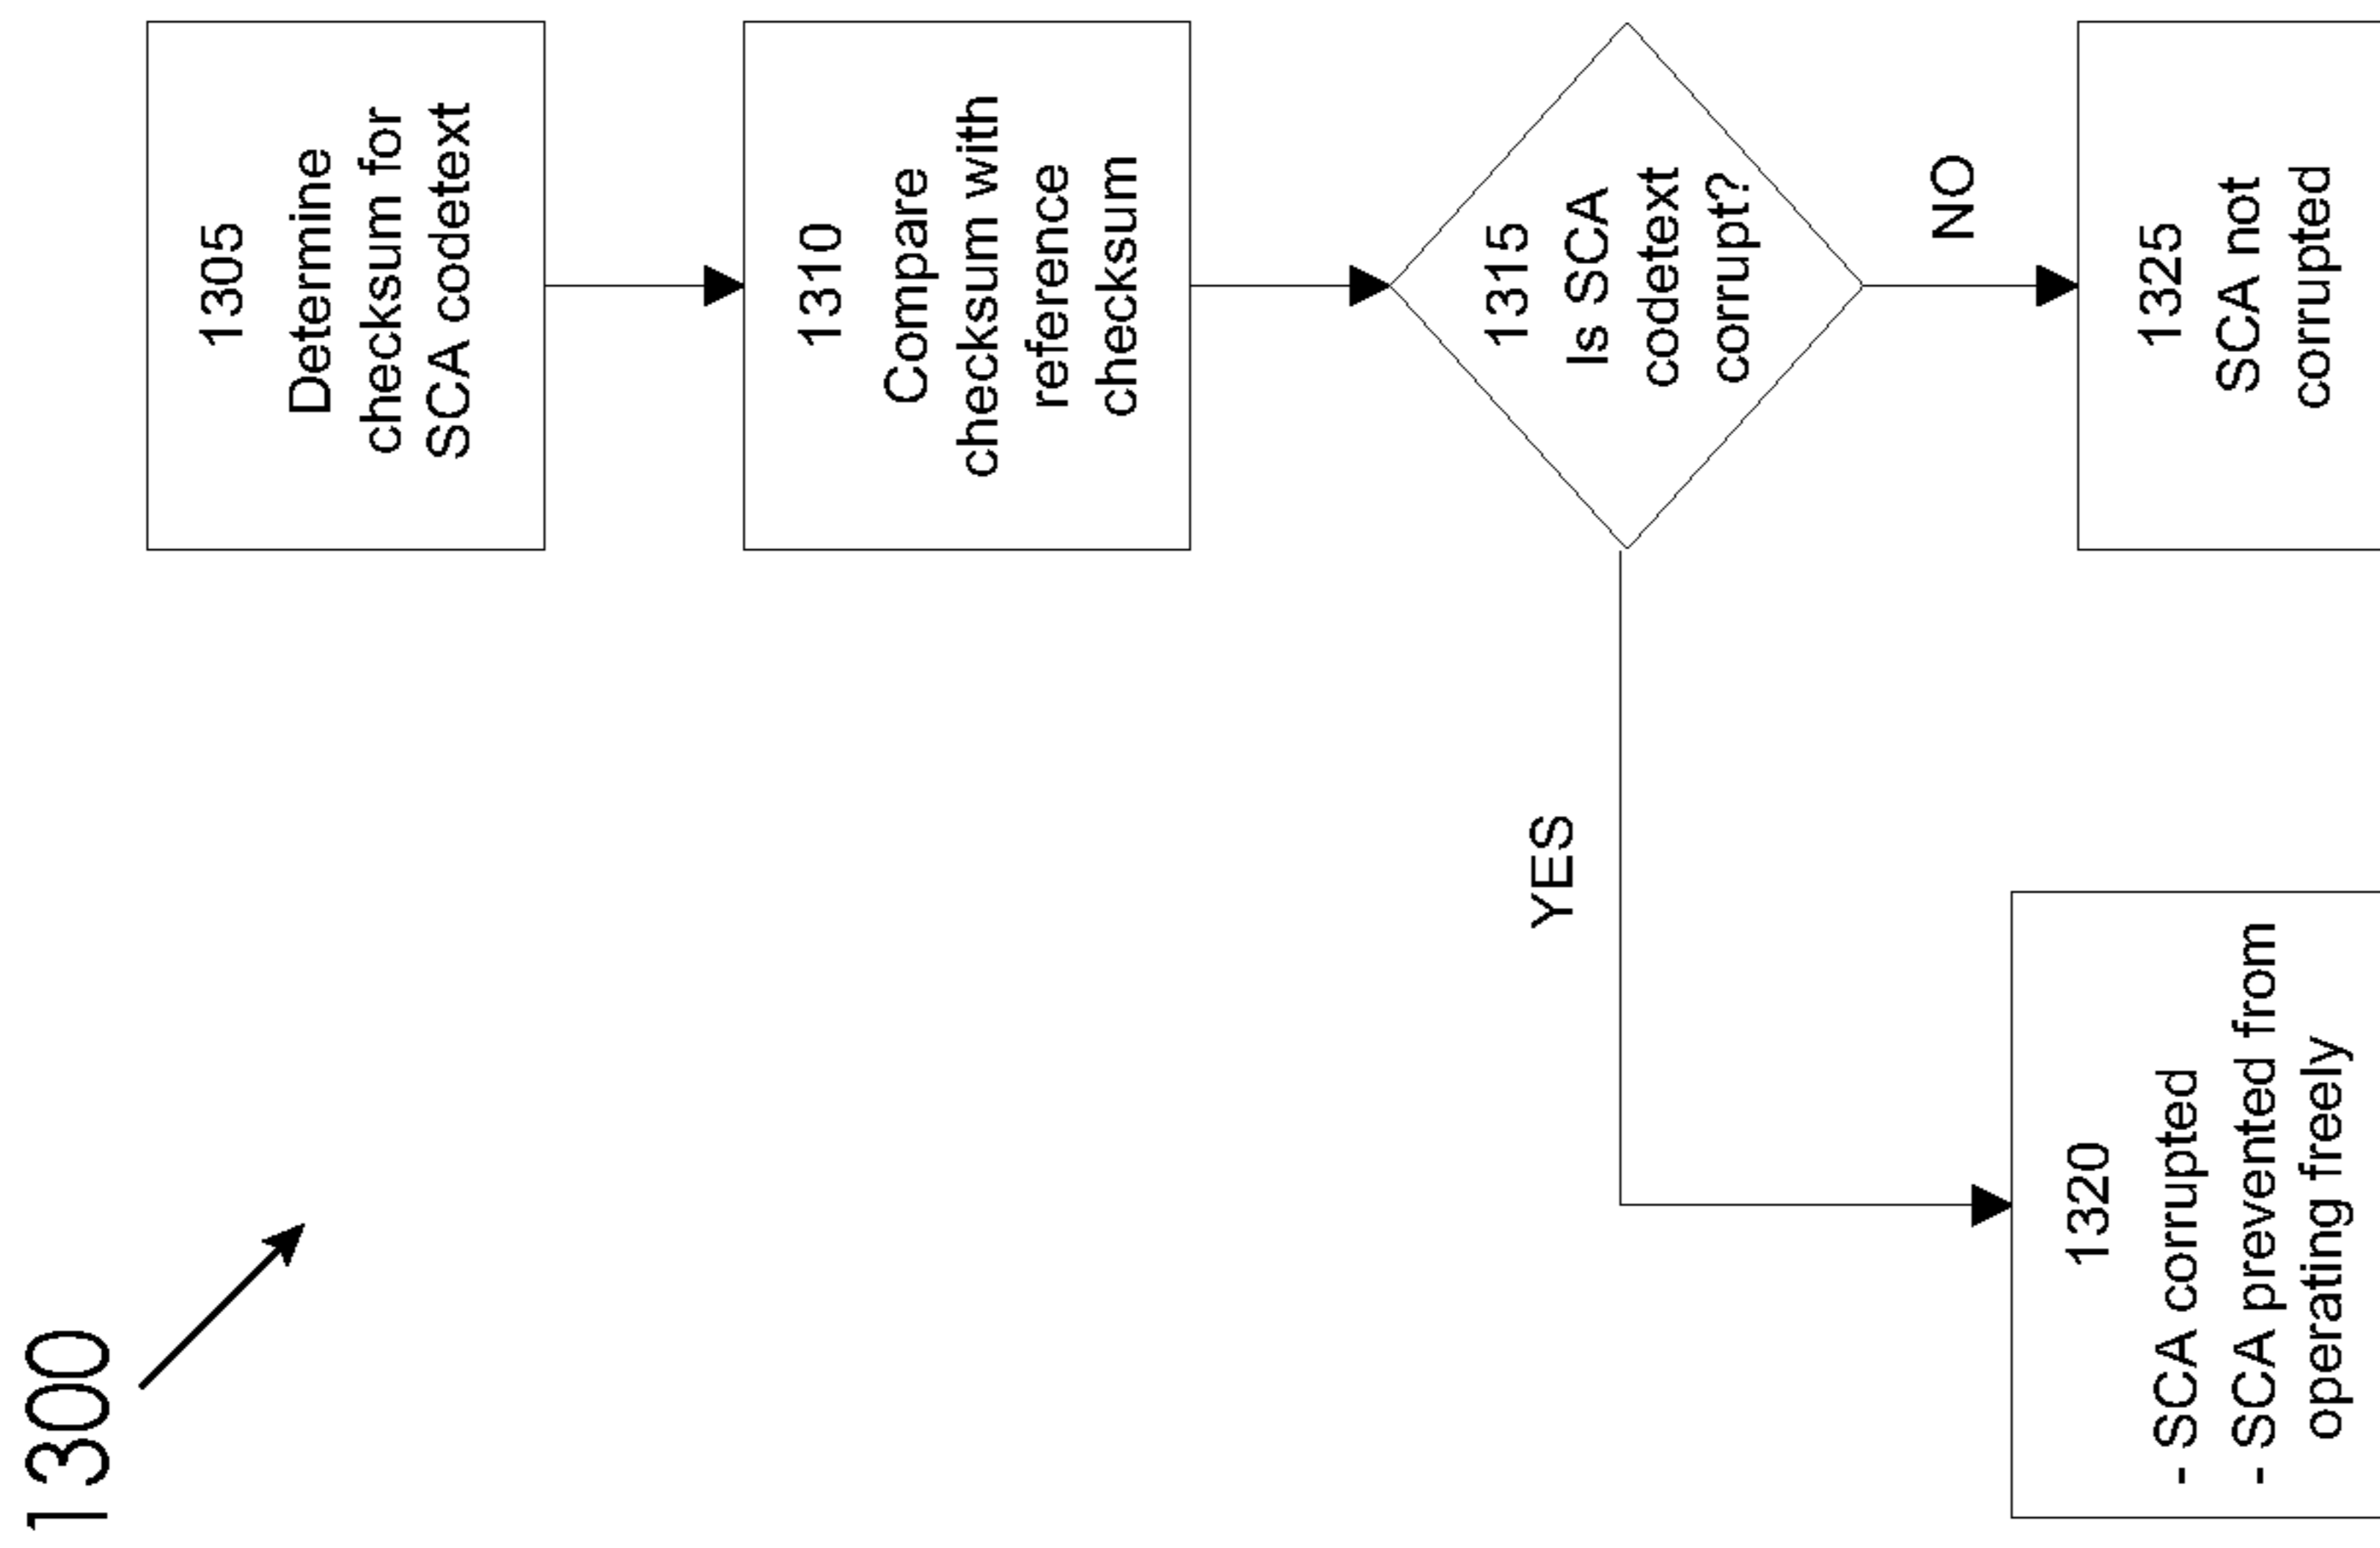 1300
1305
Determine
checksum for
SCA codetext
1310
Compare
checksum with
reference
checksum
1315
Is SCA
codetext
corrupt?
YES
NO
1320
- SCA corrupted
- SCA prevented from
operating freely
1325
SCA not
corrupted